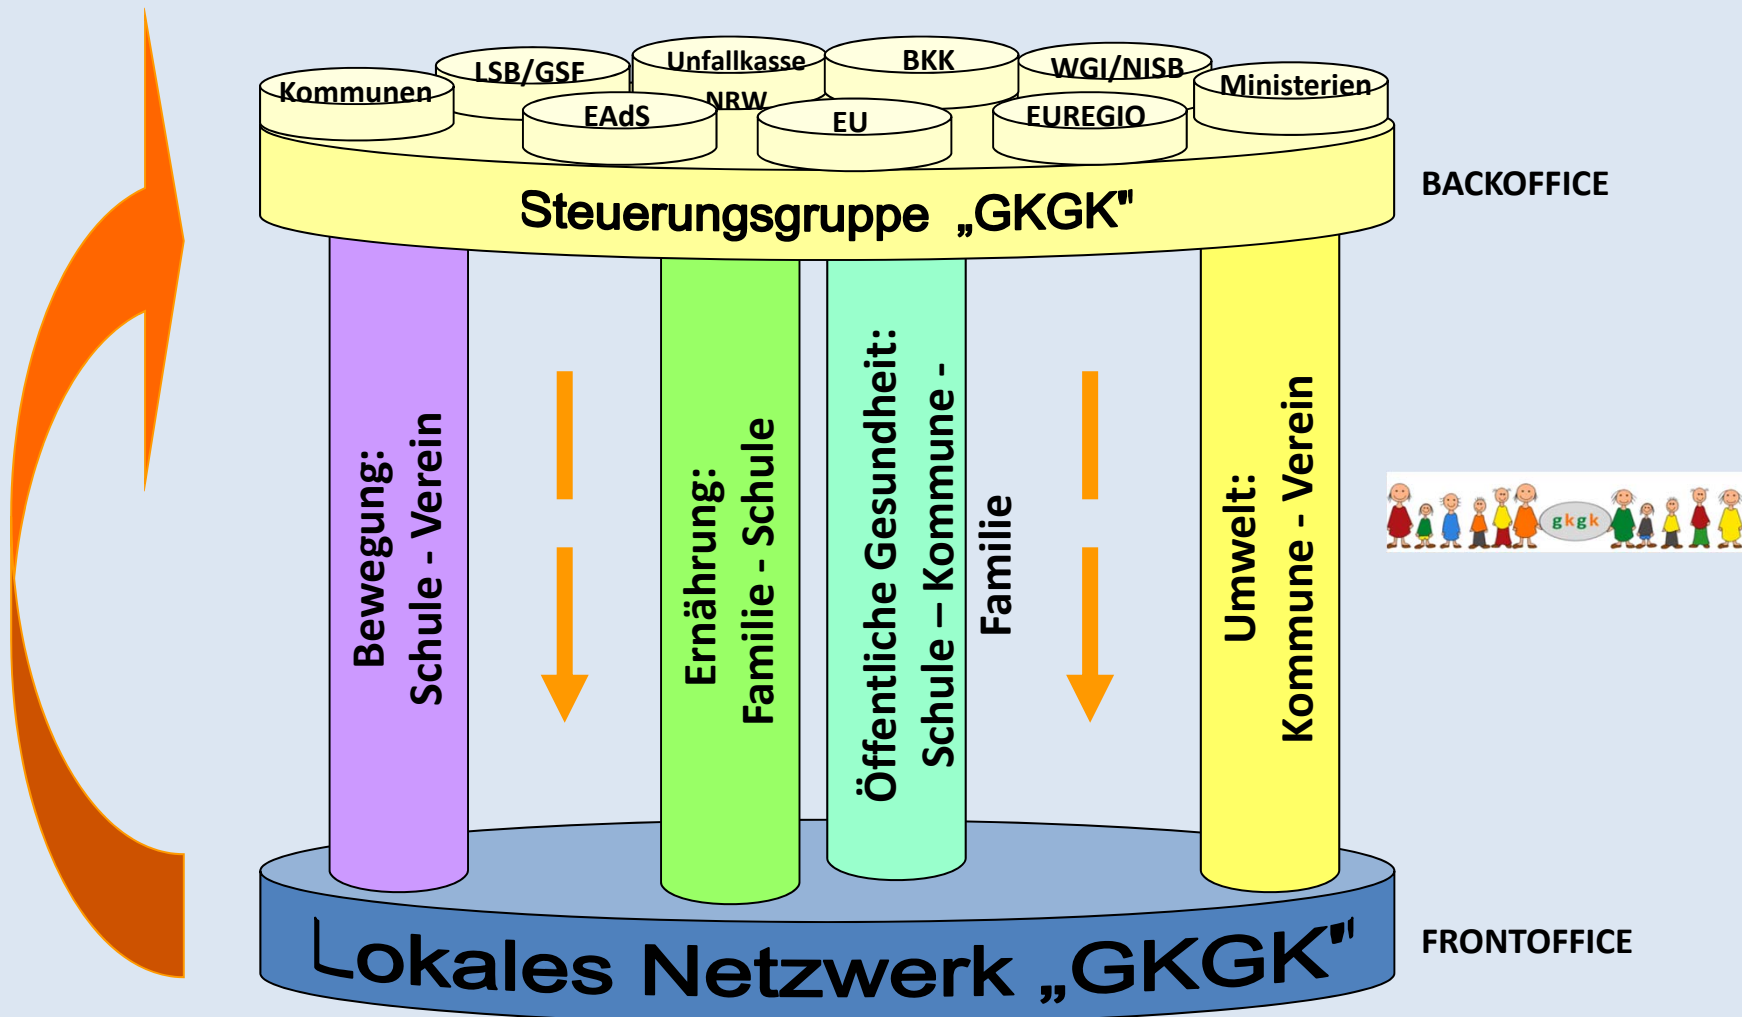 Kommunen
LSB/GSF
Unfallkasse
NRW
BKK
WGI/NISB
Ministerien
EAdS
EU
EUREGIO
Steuerungsgruppe „GKGK"
BACKOFFICE
Bewegung:
Schule - Verein
Ernährung:
Familie - Schule
Öffentliche Gesundheit:
Schule – Kommune -
Familie
Umwelt:
Kommune - Verein
gkgk
Lokales Netzwerk „GKGK"
FRONTOFFICE